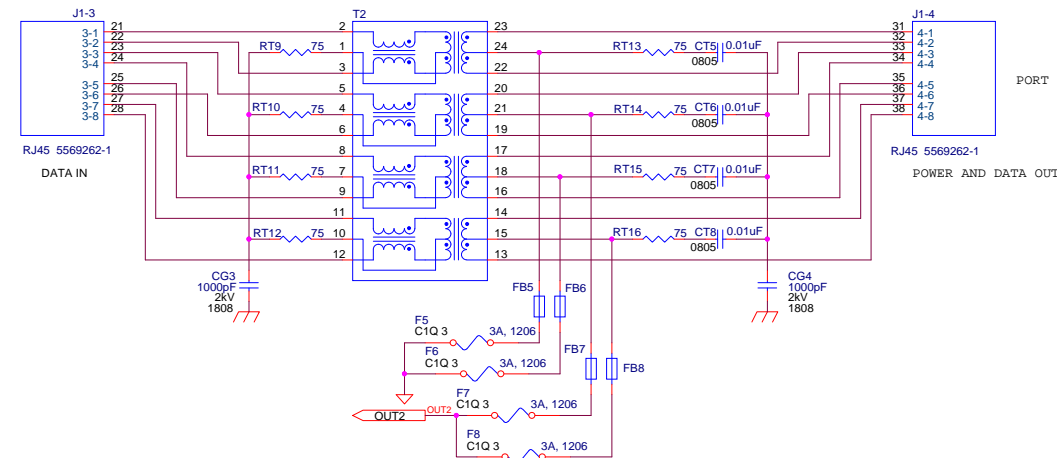 J1-3 T2 J1-4
21 2 23 31
3-1 4-1
22 RT9 75 1 24 RT13 75 CT5 0.01uF 32
3-2 0805 4-2
23 3 22 33
3-3 4-3
24 34
3-4 4-4
25 5 20 35
3-5 4-5
26 RT10 75 4 21 RT14 75 CT6 0.01uF 36
3-6 0805 4-6
27 6 19 37
3-7 4-7
28 38
3-8 4-8
PORT
RJ45 5569262-1 8 17 RJ45 5569262-1
DATA IN RT11 75 7 18 RT15 75 CT7 0.01uF POWER AND DATA OUT
0805
9 16
11 14
RT12 75 10 15 RT16 75 CT8 0.01uF
0805
12 13
CG3 CG4
1000pF 1000pF
2kV 2kV
1808 1808
FB5 FB6
F5
C1Q 3 3A, 1206
F6
C1Q 3 3A, 1206
FB7 FB8
F7
C1Q 3 3A, 1206
OUT2 OUT2
F8
C1Q 3 3A, 1206